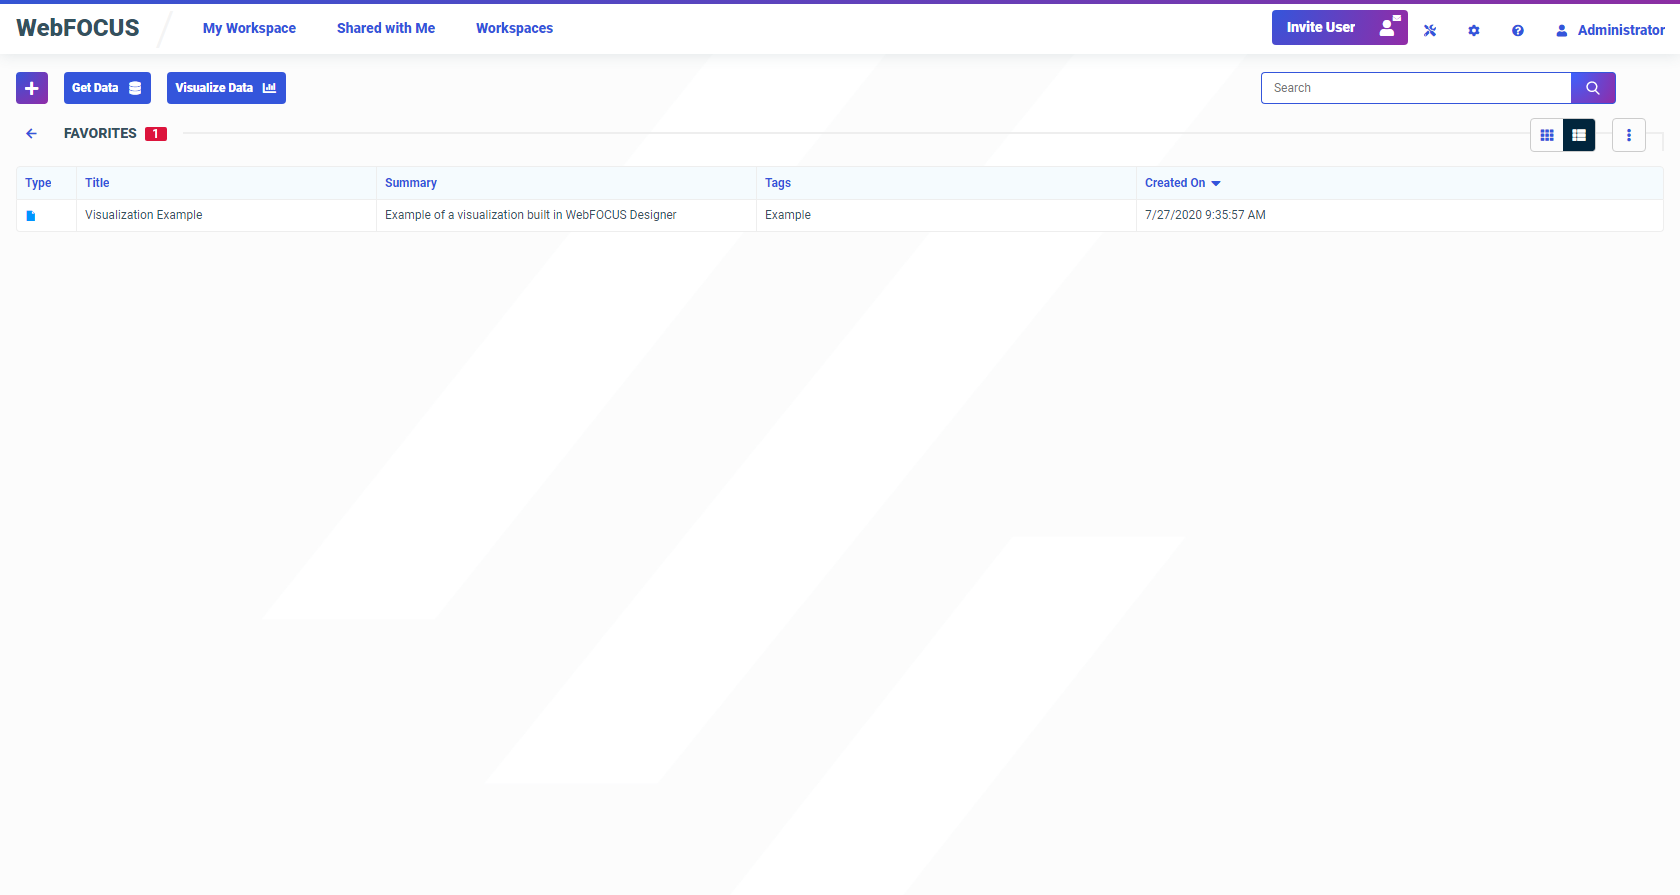 WebFOCUS
My Workspace Shared with Me Workspaces
Invite User
Administrator
Get Data Visualize Data
Search
FAVORITES 1
Type Title Summary Tags Created On
Visualization Example Example of a visualization built in WebFOCUS Designer Example 7/27/2020 9:35:57 AM